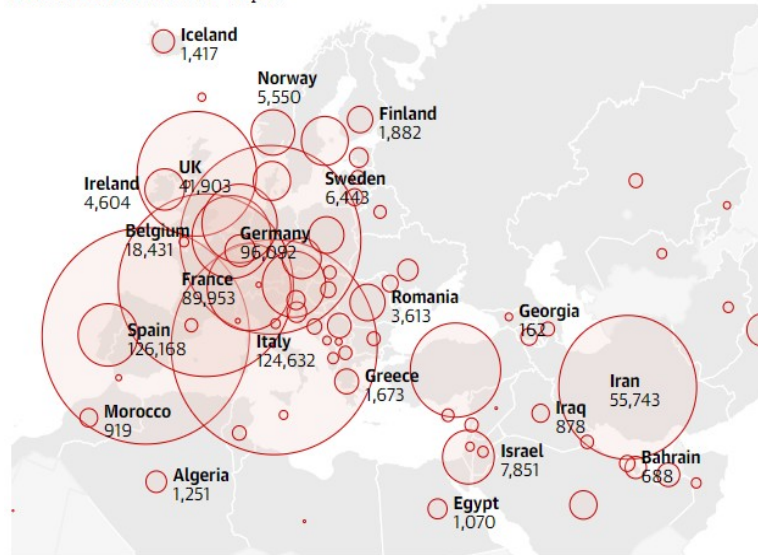 Iceland
1,417
Norway
5,550
Finland
1,882
UK
41,903
Ireland
4,604
Sweden
6,443
Belgium
18,431
Germany
96,092
France
89,953
Romania
3,613
Georgia
162
Spain
126,168
Italy
124,632
Greece
1,673
Iran
55,743
Morocco
919
Iraq
878
Israel
7,851
Bahrain
688
Algeria
1,251
Egypt
1,070